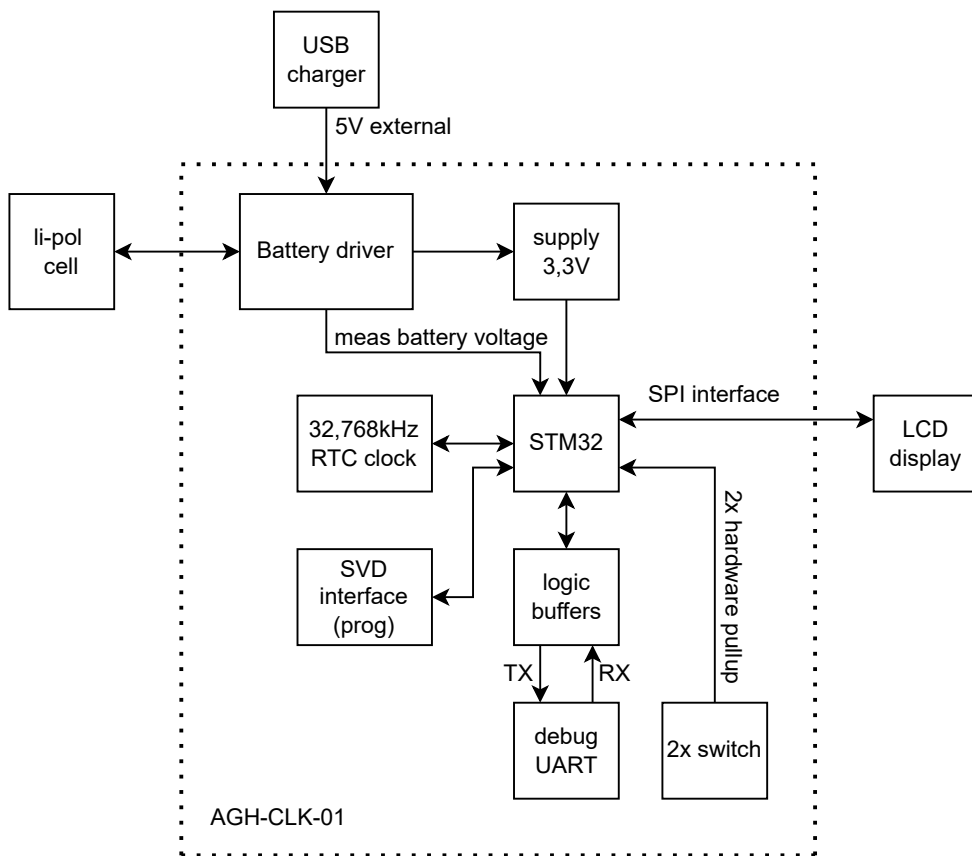 USB
charger
5V external
li-pol
cell
Battery driver
supply
3,3V
meas battery voltage
SPI interface
32,768kHz
RTC clock
STM32
LCD
display
2x hardware pullup
SVD
interface
(prog)
logic
buffers
TX
RX
debug
UART
2x switch
AGH-CLK-01